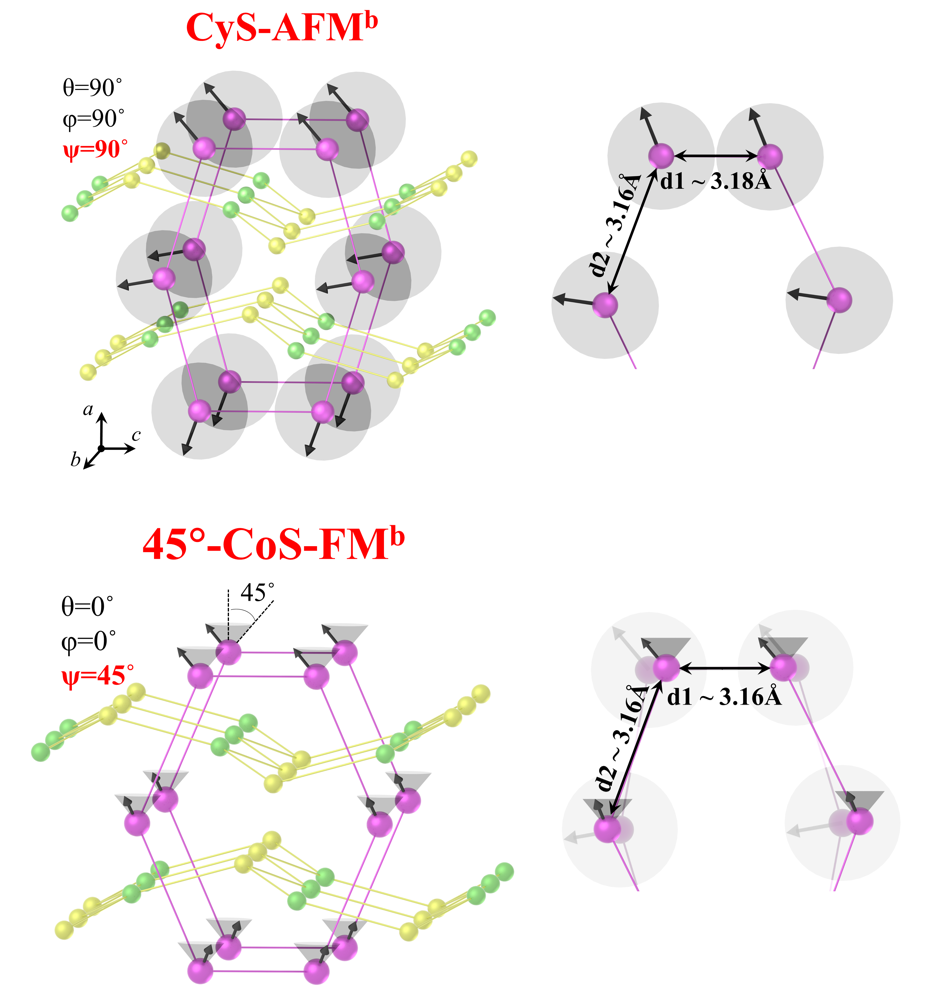 CyS-AFMᵇ
θ=90°
φ=90°
ψ=90°
d1 ~ 3.18Å
d2 ~ 3.16Å
a
c
b
45°-CoS-FMᵇ
45°
θ=0°
φ=0°
ψ=45°
d1 ~ 3.16Å
d2 ~ 3.16Å